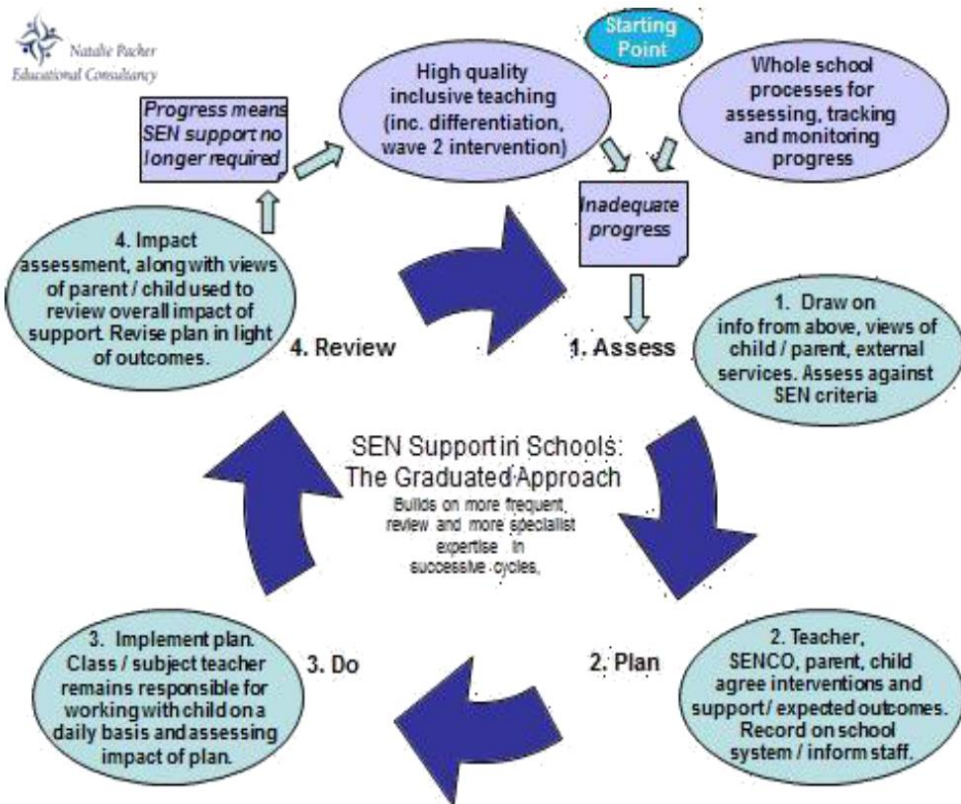 Natalie Packer
Educational Consultancy
Starting
Point
High quality
inclusive teaching
(inc. differentiation,
wave 2 intervention)
Whole school
processes for
assessing, tracking
and monitoring
progress
Progress means
SEN support no
longer required
Inadequate
progress
4. Impact
assessment, along with views
of parent / child used to
review overall impact of
support. Revise plan in light
of outcomes.
4. Review
1. Assess
1. Draw on
info from above, views of
child / parent, external
services. Assess against
SEN criteria
SEN Support in Schools:
The Graduated Approach
Builds on more frequent
review and more specialist
expertise in
successive cycles,
3. Implement plan.
Class / subject teacher
remains responsible for
working with child on a
daily basis and assessing
impact of plan.
3. Do
2. Plan
2. Teacher,
SENCO, parent, child
agree interventions and
support / expected outcomes.
Record on school
system / inform staff.